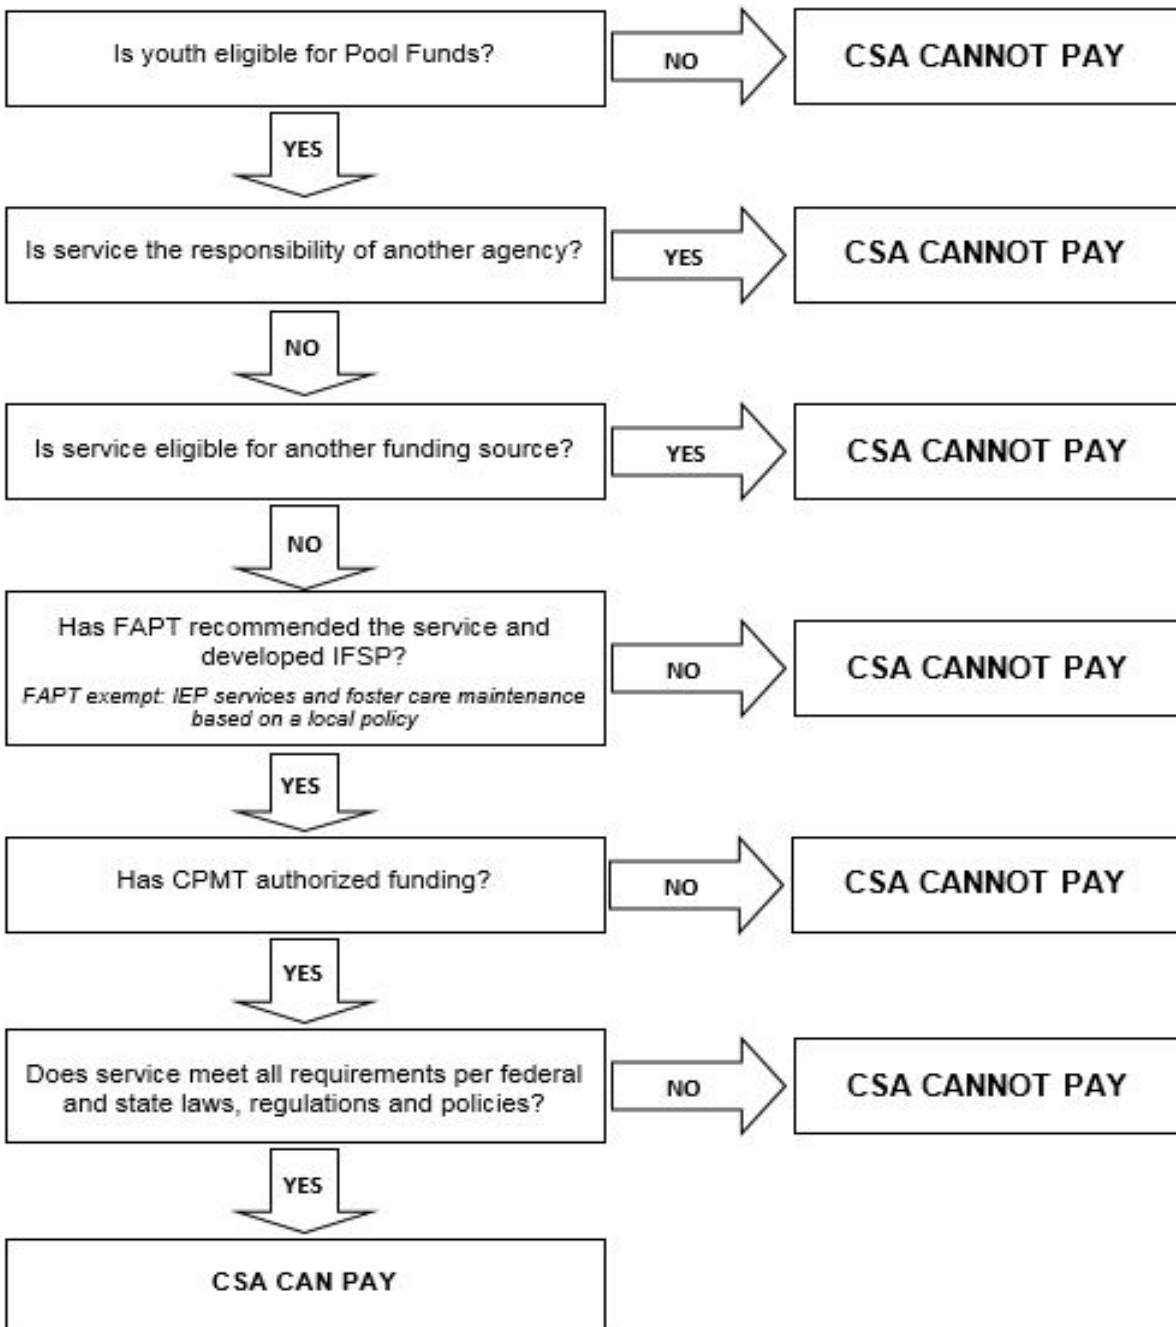 Is youth eligible for Pool Funds?
NO
CSA CANNOT PAY
YES
Is service the responsibility of another agency?
YES
CSA CANNOT PAY
NO
Is service eligible for another funding source?
YES
CSA CANNOT PAY
NO
Has FAPT recommended the service and
developed IFSP?
FAPT exempt: IEP services and foster care maintenance
based on a local policy
NO
CSA CANNOT PAY
YES
Has CPMT authorized funding?
NO
CSA CANNOT PAY
YES
Does service meet all requirements per federal
and state laws, regulations and policies?
NO
CSA CANNOT PAY
YES
CSA CAN PAY